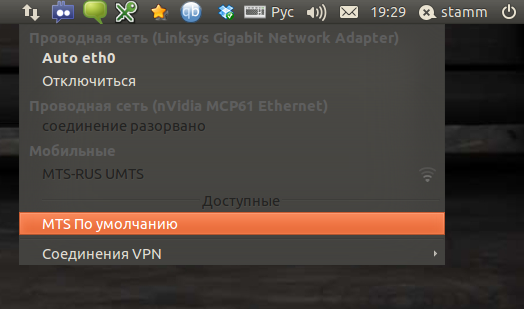 qb Рус 19:29 stamm
Проводная сеть (Linksys Gigabit Network Adapter)
Auto eth0
Отключиться
Проводная сеть (nVidia MCP61 Ethernet)
соединение разорвано
Мобильные
MTS-RUS UMTS
Доступные
MTS По умолчанию
Соединения VPN